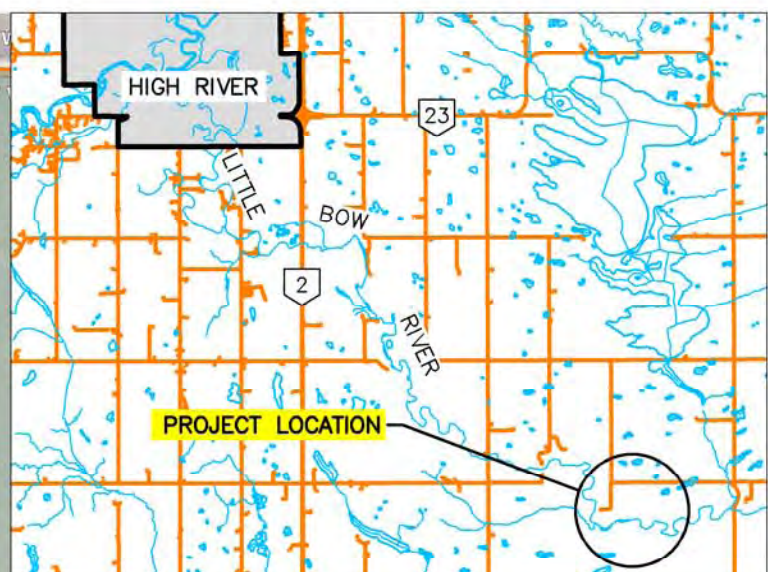 HIGH RIVER
23
LITTLE
BOW
2
RIVER
PROJECT LOCATION